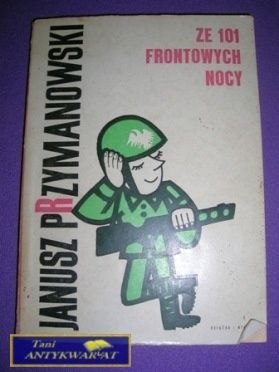 JANUSZ PRZYMANOWSKI
ZE 101
FRONTOWYCH
NOCY
Tani
ANTYKWARIAT